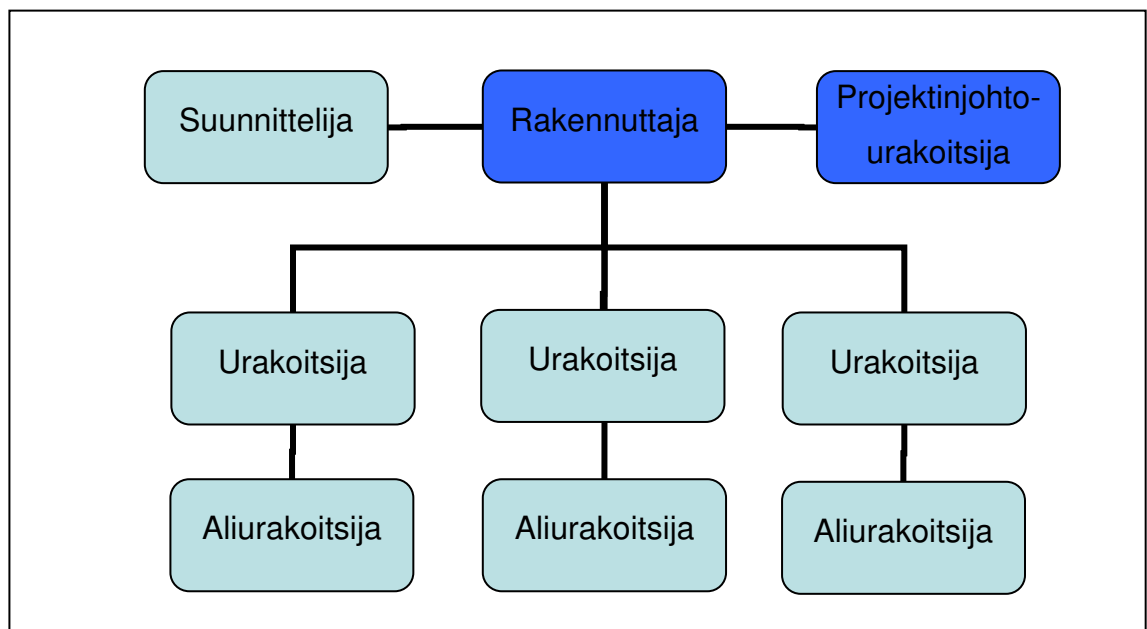 Suunnittelija
Rakennuttaja
Projektinjohto-
urakoitsija
Urakoitsija
Urakoitsija
Urakoitsija
Aliurakoitsija
Aliurakoitsija
Aliurakoitsija